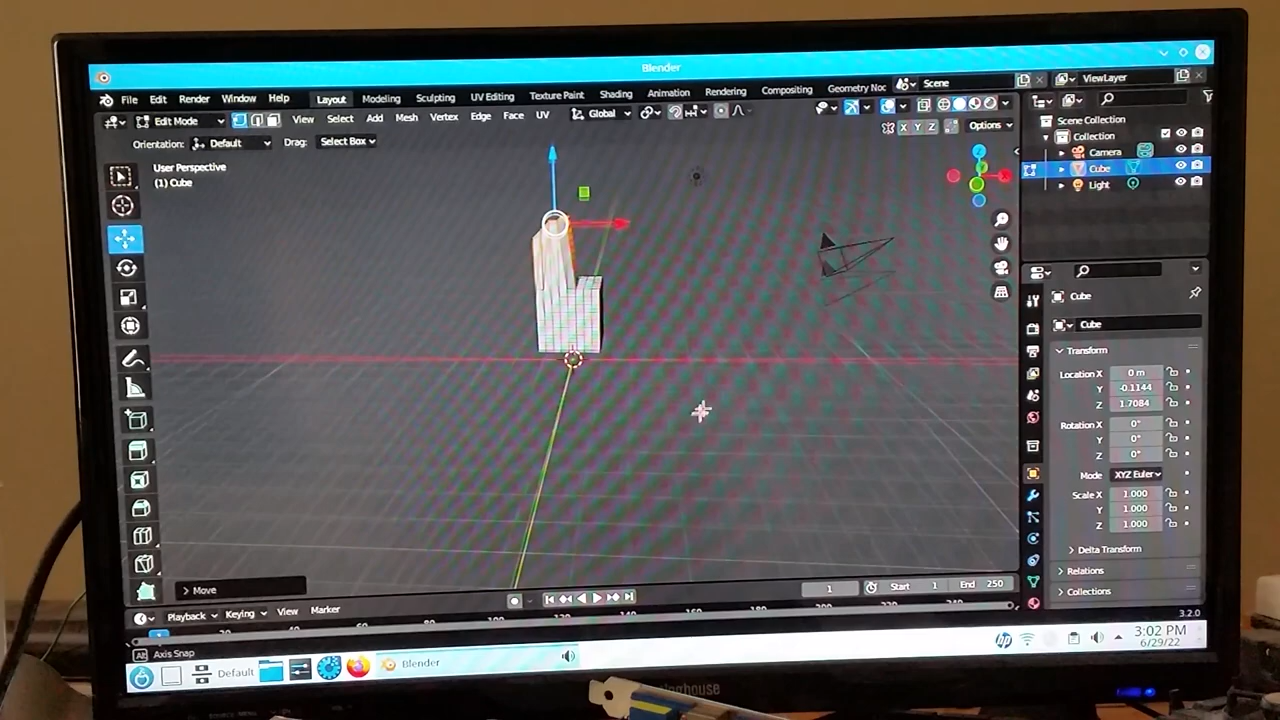 Blender
File Edit Render Window Help Layout Modeling Sculpting UV Editing Texture Paint Shading Animation Rendering Compositing Geometry Noc Scene ViewLayer
Edit Mode View Select Add Mesh Vertex Edge Face UV Global
Orientation: Default Drag: Select Box X Y Z Options
User Perspective
(1) Cube
Scene Collection
Collection
Camera
Cube
Light
Cube
Cube
Transform
Location X 0 m
Y -0.1144
Z 1.7084
Rotation X 0°
Y 0°
Z 0°
Mode XYZ Euler
Scale X 1.000
Y 1.000
Z 1.000
Delta Transform
Relations
Collections
Move
Playback Keying View Marker 1 Start 1 End 250
3.2.0
Alt Axis Snap
Default Blender
hp
3:02 PM
6/29/22